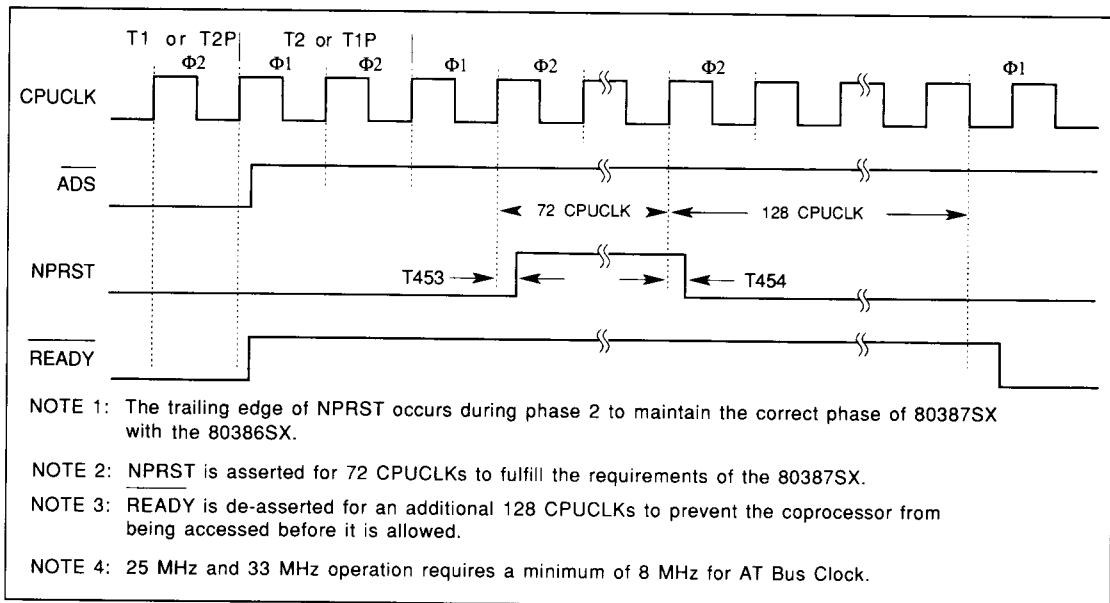 T1 or T2P T2 or T1P
Φ2 Φ1 Φ2 Φ1 Φ2 Φ2 Φ1
CPUCLK
ADS
72 CPUCLK 128 CPUCLK
NPRST
T453 T454
READY
NOTE 1: The trailing edge of NPRST occurs during phase 2 to maintain the correct phase of 80387SX
with the 80386SX.
NOTE 2: NPRST is asserted for 72 CPUCLKs to fulfill the requirements of the 80387SX.
NOTE 3: READY is de-asserted for an additional 128 CPUCLKs to prevent the coprocessor from
being accessed before it is allowed.
NOTE 4: 25 MHz and 33 MHz operation requires a minimum of 8 MHz for AT Bus Clock.